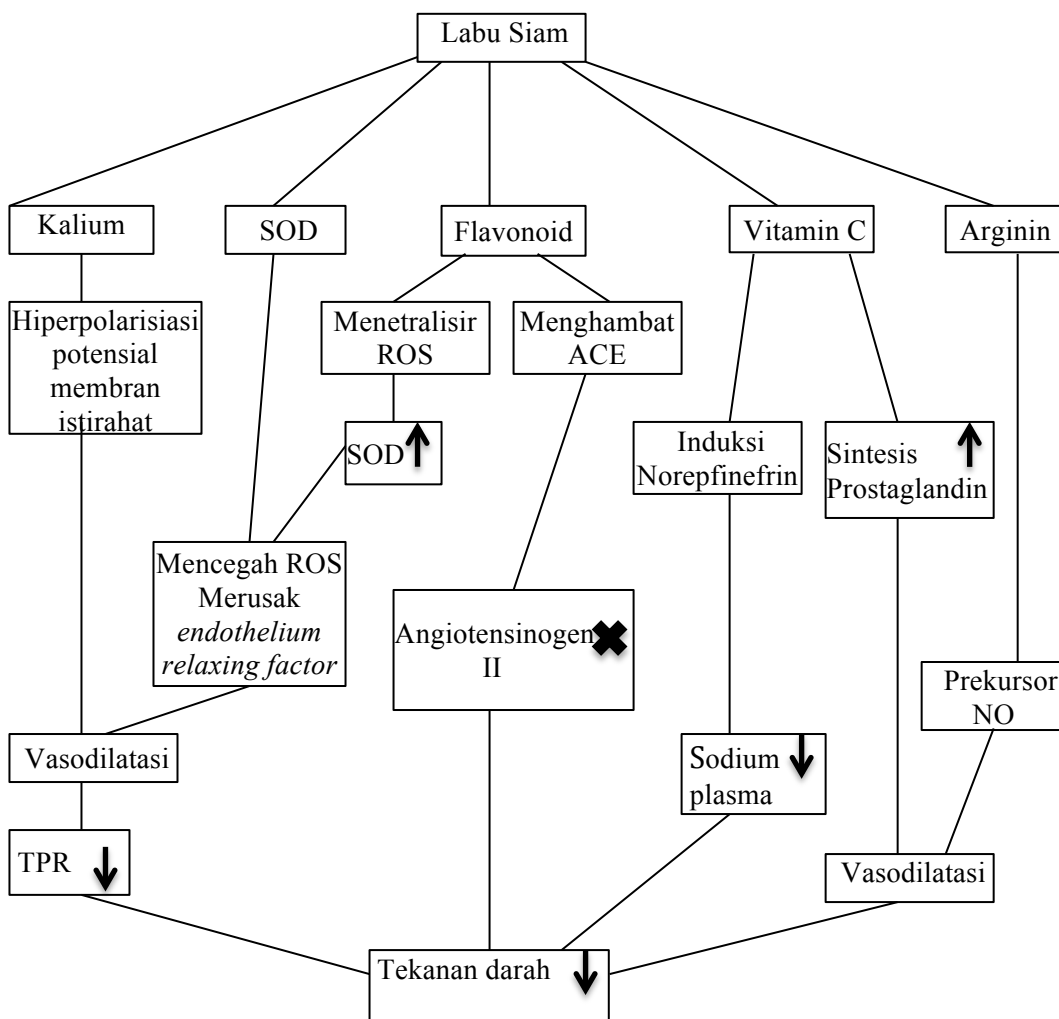 Labu Siam
Kalium
SOD
Flavonoid
Vitamin C
Arginin
Hiperpolarisiasi
potensial
membran
istirahat
Menetralisir
ROS
Menghambat
ACE
SOD
Induksi
Norepfinefrin
Sintesis
Prostaglandin
Mencegah ROS
Merusak
endothelium
relaxing factor
Angiotensinogen
II
Prekursor
NO
Vasodilatasi
Sodium
plasma
TPR
Vasodilatasi
Tekanan darah